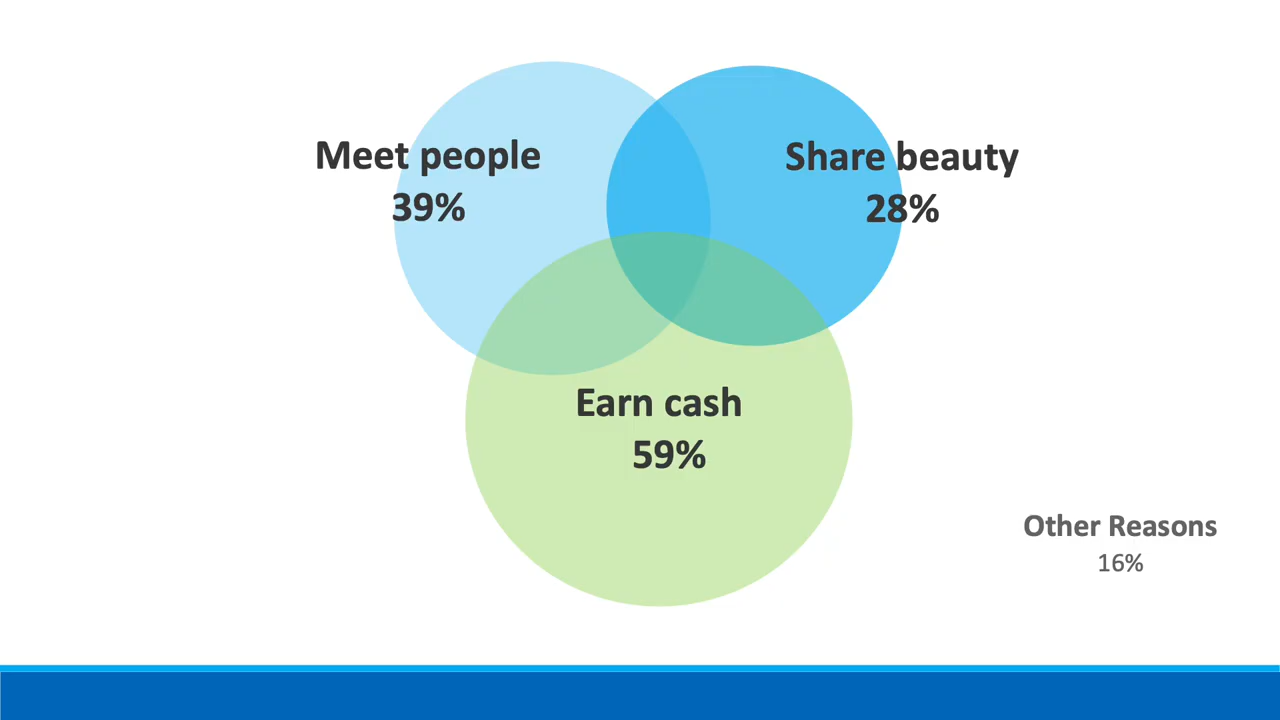 Meet people
39%
Share beauty
28%
Earn cash
59%
Other Reasons
16%